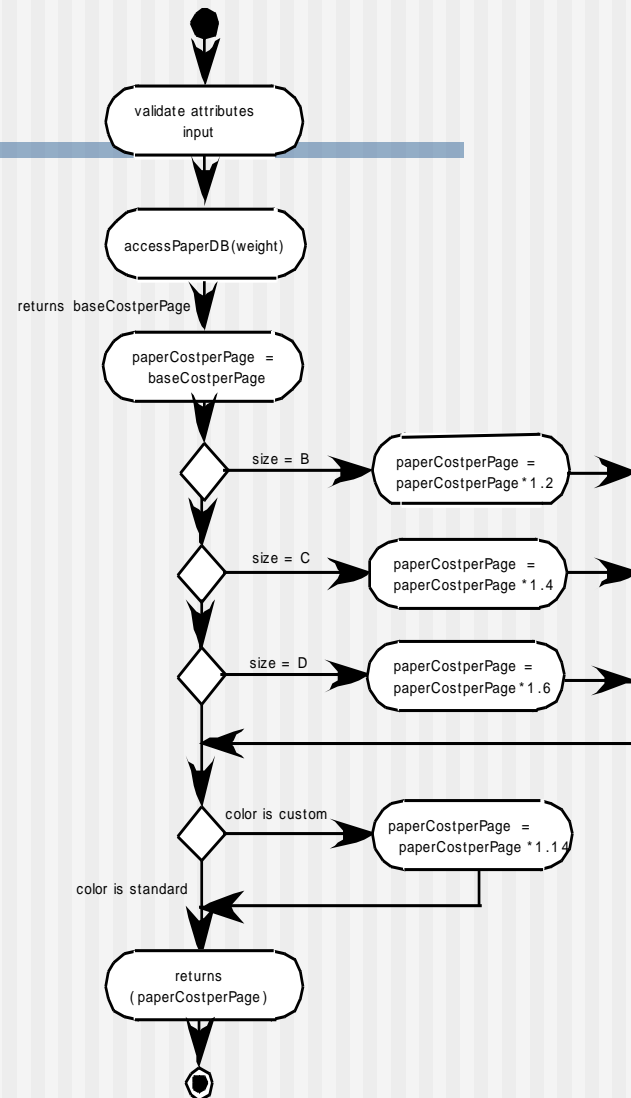 validate attributes
input
accessPaperDB(weight)
returns baseCostperPage
paperCostperPage =
baseCostperPage
size = B
paperCostperPage =
paperCostperPage *1.2
size = C
paperCostperPage =
paperCostperPage *1.4
size = D
paperCostperPage =
paperCostperPage *1.6
color is custom
paperCostperPage =
paperCostperPage *1.14
color is standard
returns
(paperCostperPage)